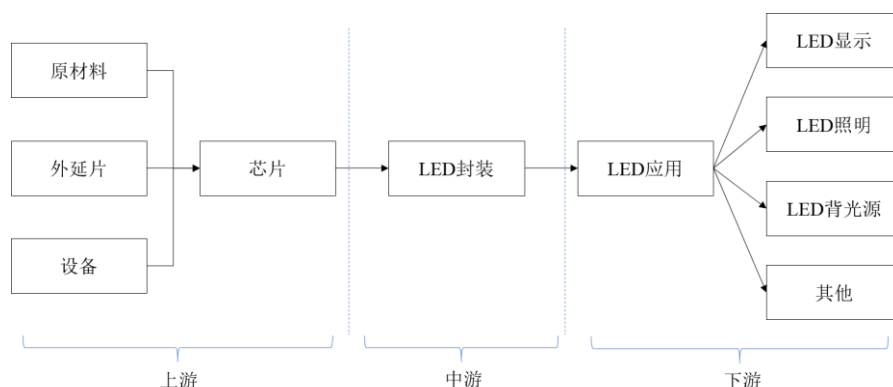 原材料
外延片
设备
芯片
LED封装
LED应用
LED显示
LED照明
LED背光源
其他
上游
中游
下游